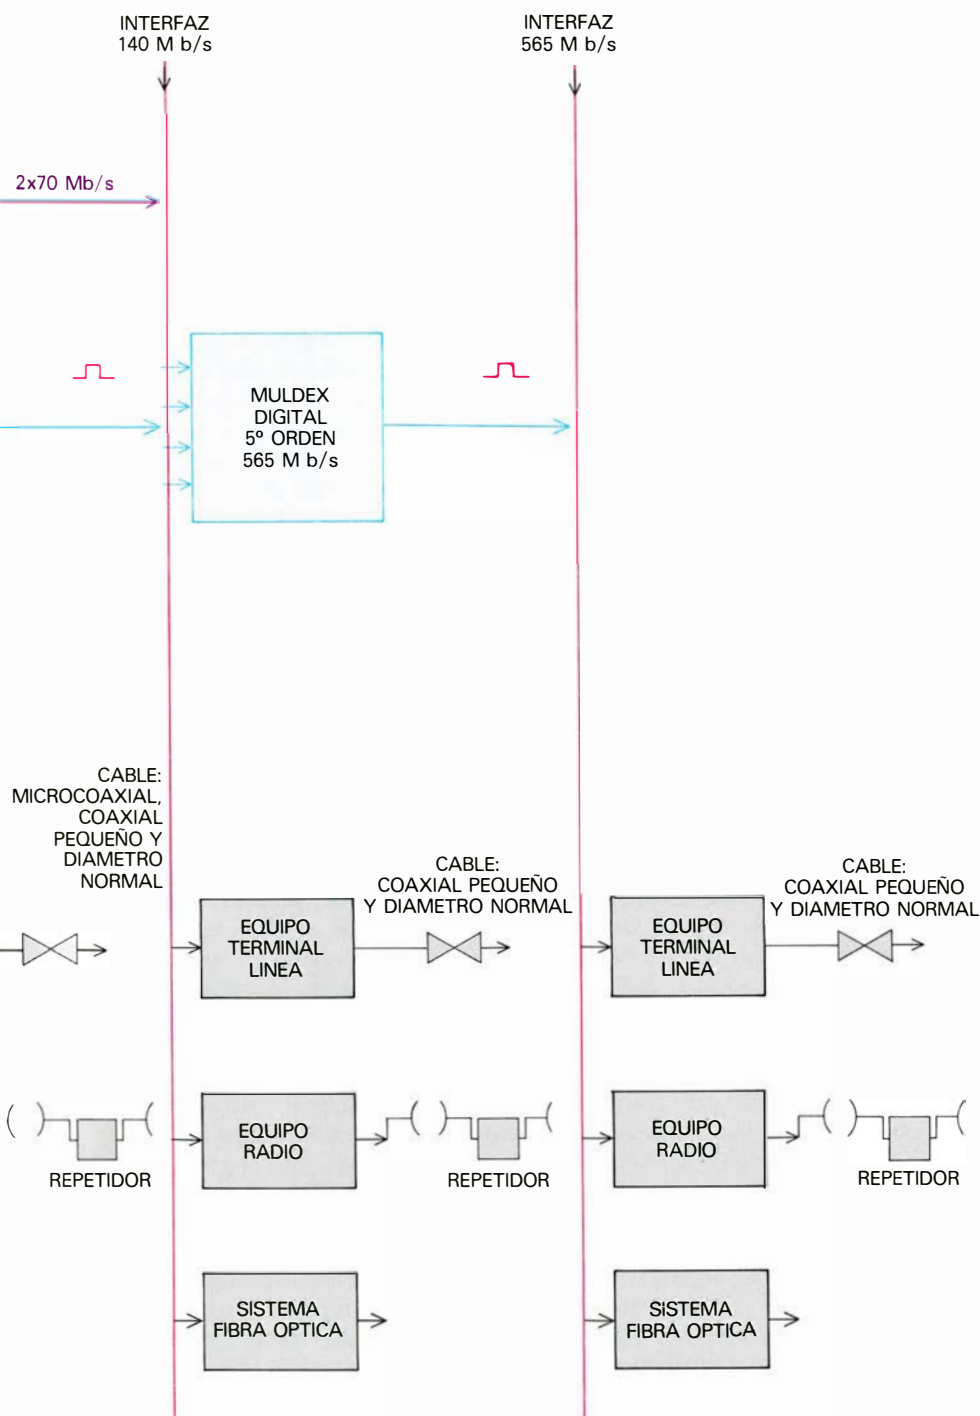 INTERFAZ
140 M b/s
INTERFAZ
565 M b/s
2x70 Mb/s
MULDEX
DIGITAL
5º ORDEN
565 M b/s
CABLE:
MICROCOAXIAL,
COAXIAL
PEQUEÑO Y
DIAMETRO
NORMAL
CABLE:
COAXIAL PEQUEÑO
Y DIAMETRO NORMAL
CABLE:
COAXIAL PEQUEÑO
Y DIAMETRO NORMAL
EQUIPO
TERMINAL
LINEA
EQUIPO
TERMINAL
LINEA
REPETIDOR
EQUIPO
RADIO
REPETIDOR
EQUIPO
RADIO
REPETIDOR
SISTEMA
FIBRA OPTICA
SISTEMA
FIBRA OPTICA